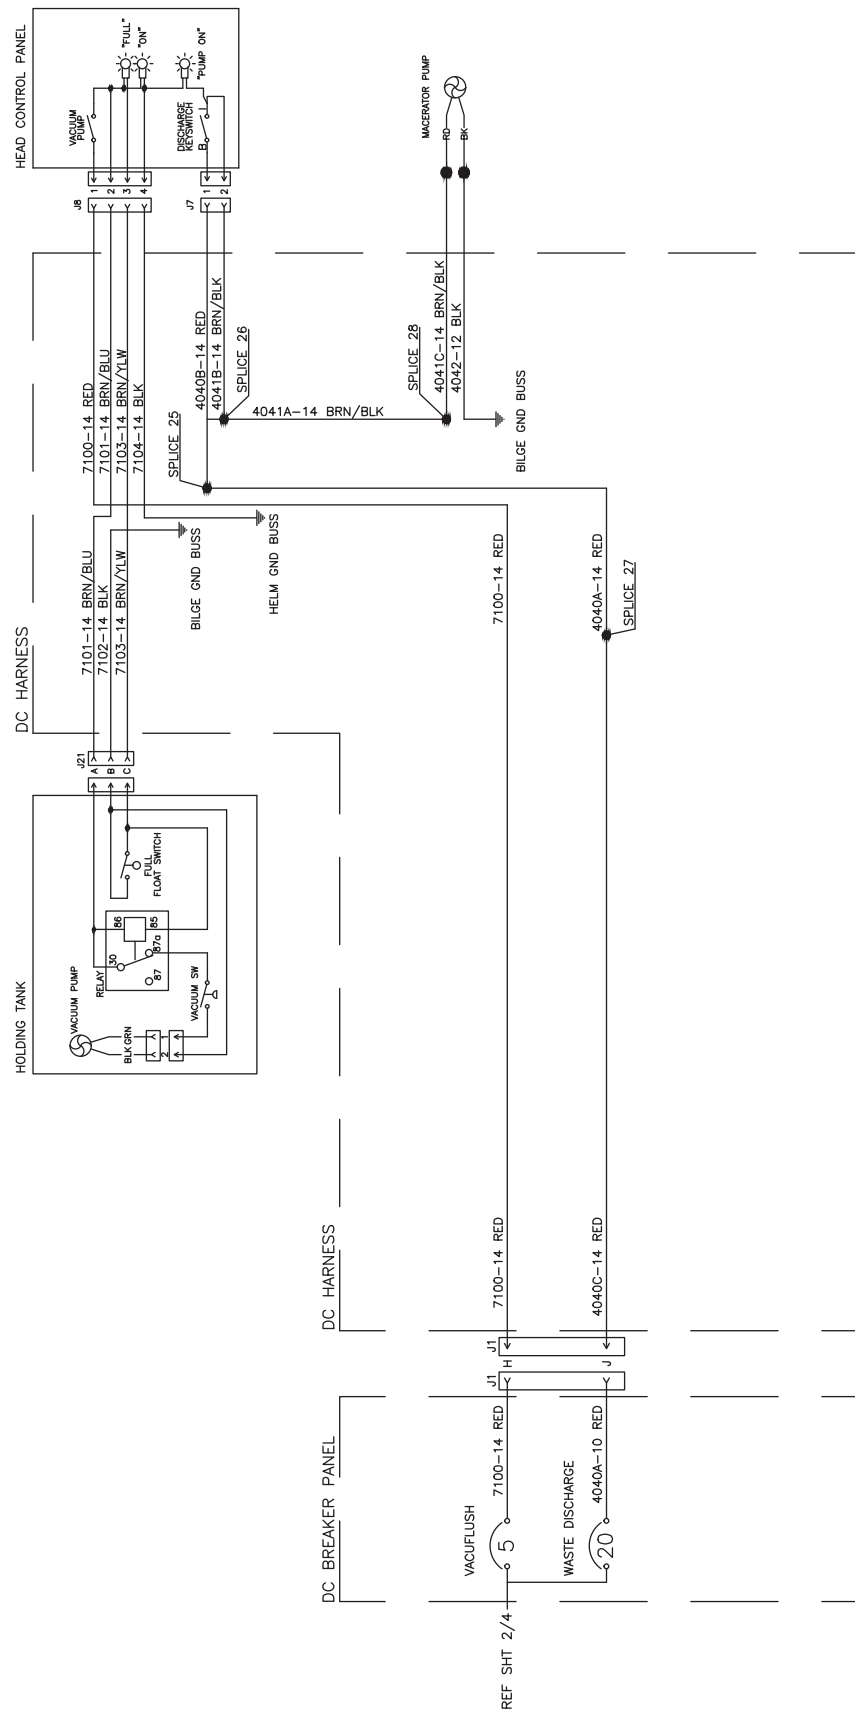 HEAD CONTROL PANEL
VACUUM
PUMP
"FULL"
"ON"
"PUMP ON"
DISCHARGE
KEYSWITCH
B
I
J8
1
2
3
4
J7
1
2
MACERATOR PUMP
RD
BK
7100-14 RED
7101-14 BRN/BLU
7103-14 BRN/YLW
7104-14 BLK
4040B-14 RED
4041B-14 BRN/BLK
SPLICE 26
SPLICE 25
4041A-14 BRN/BLK
SPLICE 28
4041C-14 BRN/BLK
4042-12 BLK
BILGE GND BUSS
DC HARNESS
7101-14 BRN/BLU
7102-14 BLK
7103-14 BRN/YLW
BILGE GND BUSS
HELM GND BUSS
7100-14 RED
4040A-14 RED
SPLICE 27
HOLDING TANK
J21
A
B
C
FULL
FLOAT SWITCH
RELAY
86
85
30
87a
87
VACUUM PUMP
VACUUM SW
BLK
GRN
2
1
DC HARNESS
7100-14 RED
4040C-14 RED
J1
J1
H
J
DC BREAKER PANEL
VACUFLUSH
5
7100-14 RED
WASTE DISCHARGE
20
4040A-10 RED
REF SHT 2/4